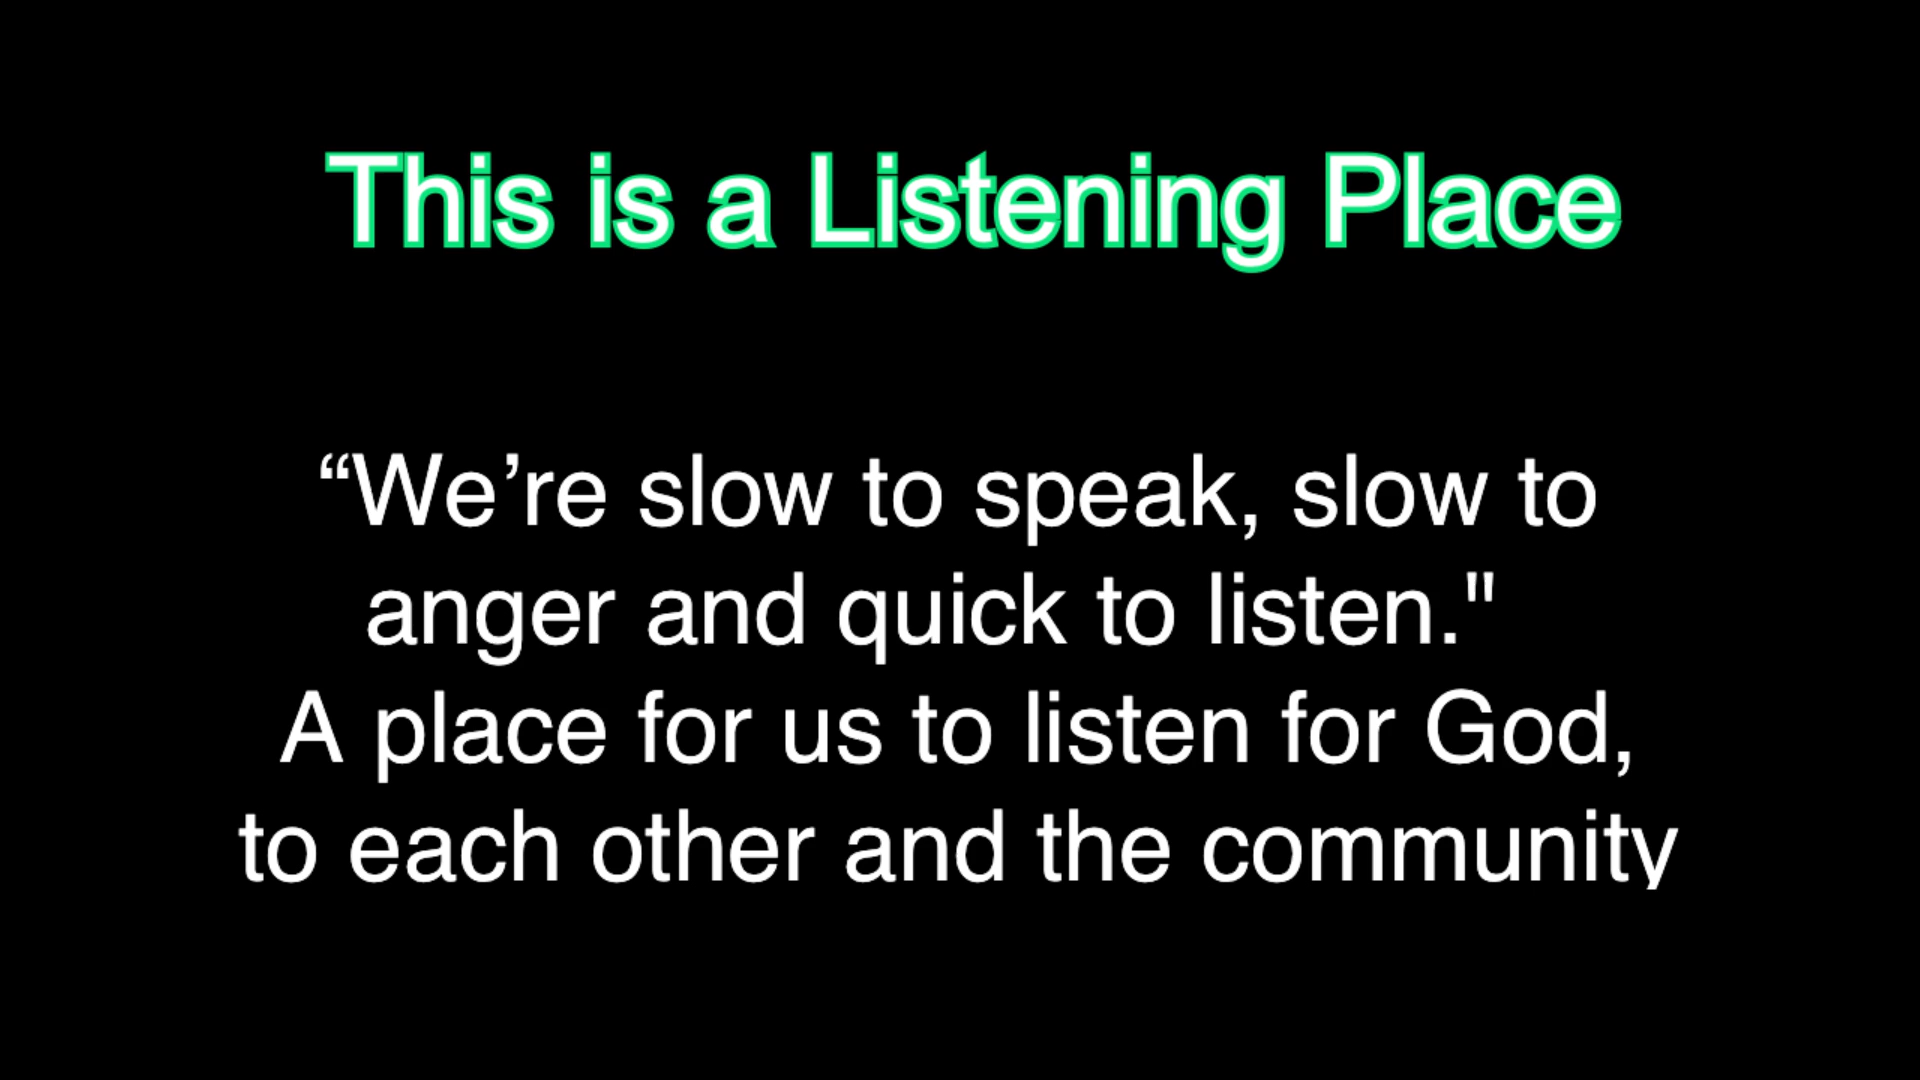 This is a Listening Place
“We’re slow to speak, slow to
anger and quick to listen."
A place for us to listen for God,
to each other and the community